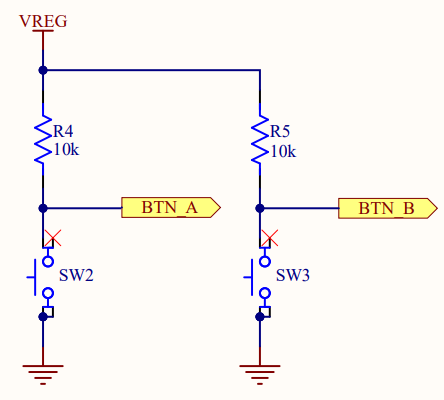 VREG
R4
10k
R5
10k
BTN_A
BTN_B
SW2
SW3